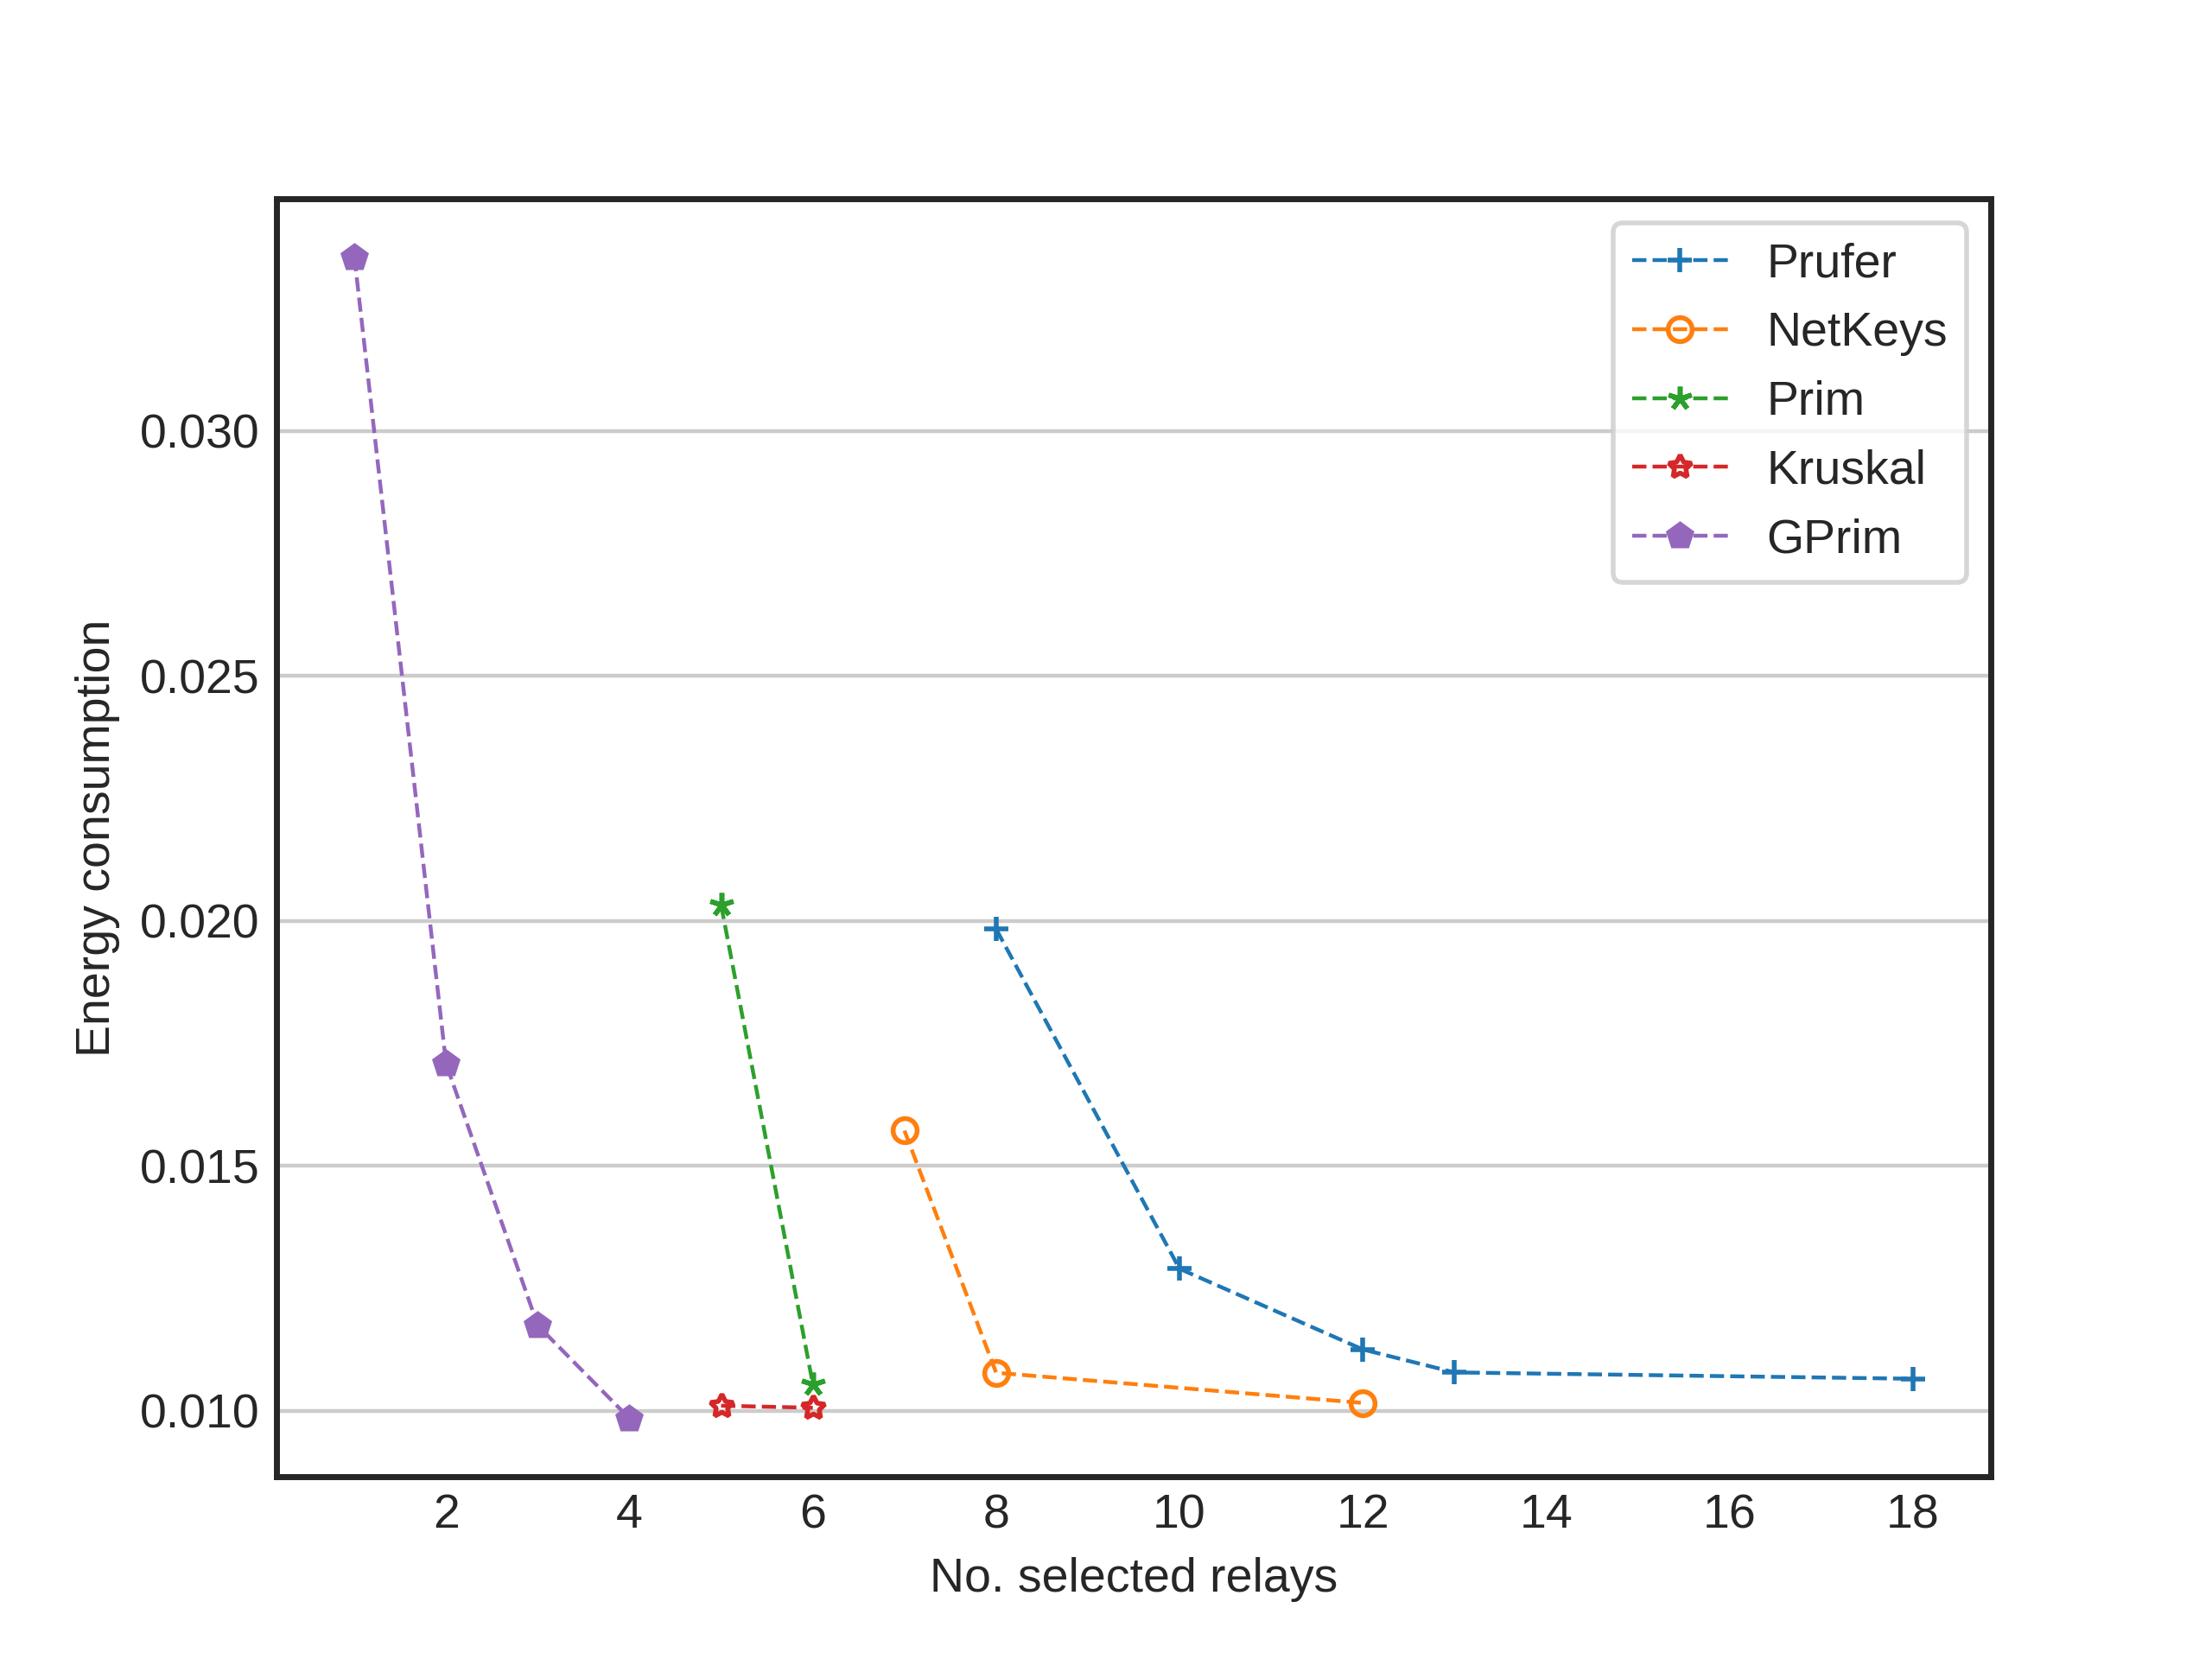 Prufer
NetKeys
Prim
Kruskal
GPrim
0.030
0.025
0.020
0.015
0.010
Energy consumption
2 4 6 8 10 12 14 16 18
No. selected relays